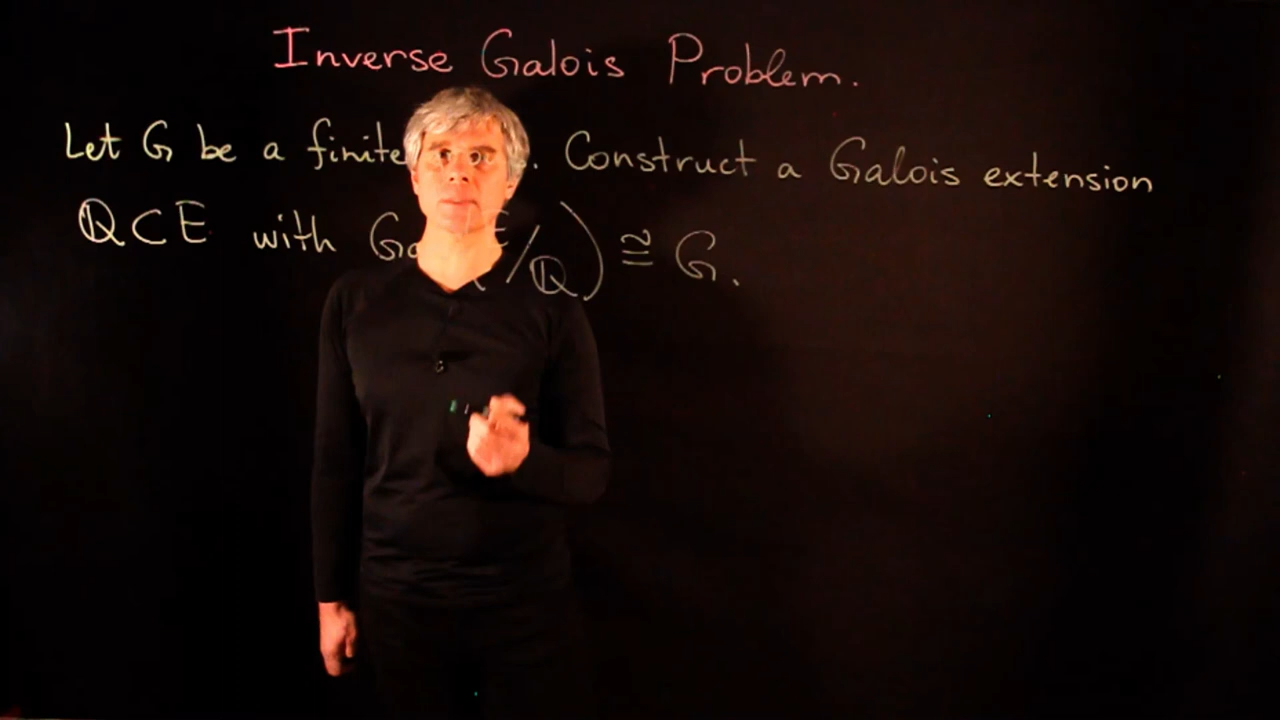 Inverse Galois Problem.
Let G be a finite . Construct a Galois extension
ℚ⊂E with Ga(E/ℚ) ≅ G.